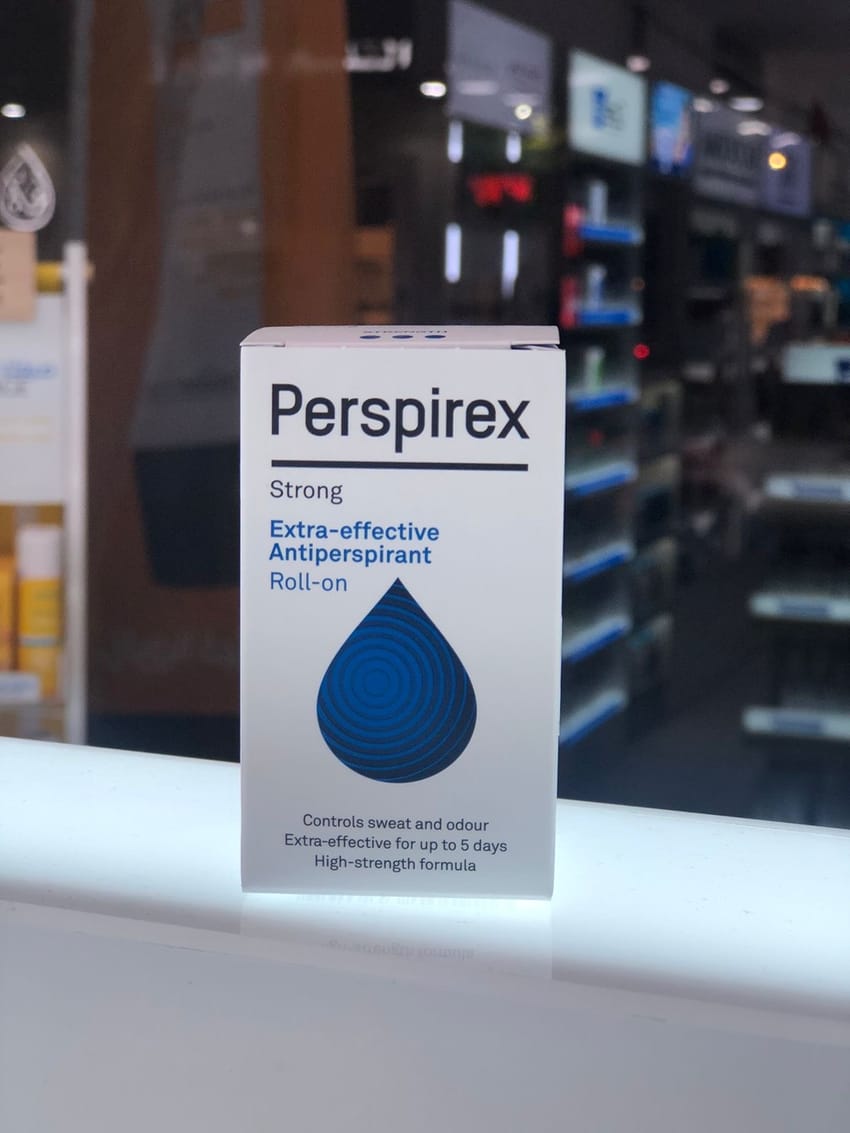 STRENGTH
Perspirex
Strong
Extra-effective
Antiperspirant
Roll-on
Controls sweat and odour
Extra-effective for up to 5 days
High-strength formula